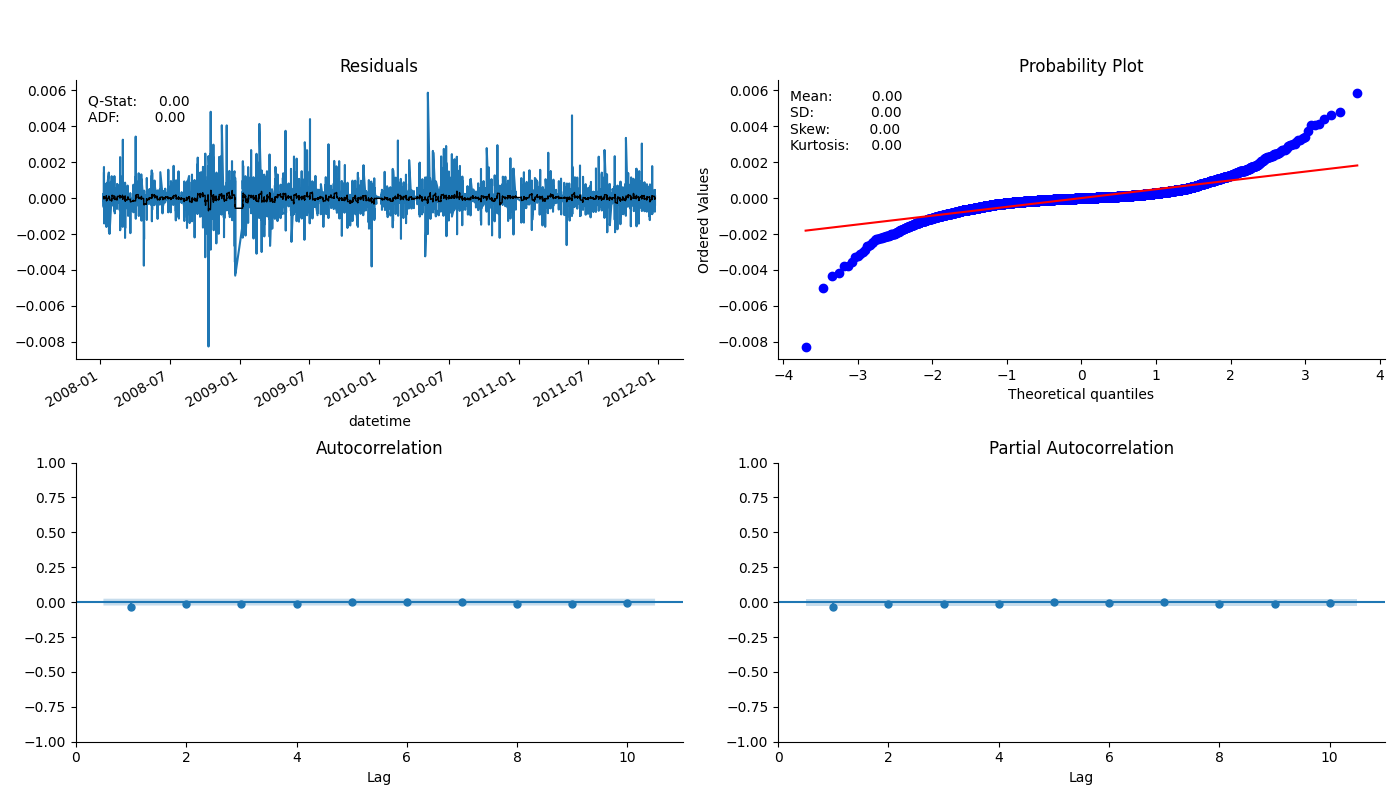 Residuals
Q-Stat: 0.00
ADF: 0.00
0.006
0.004
0.002
0.000
−0.002
−0.004
−0.006
−0.008
2008-01
2008-07
2009-01
2009-07
2010-01
2010-07
2011-01
2011-07
2012-01
datetime
Probability Plot
Mean: 0.00
SD: 0.00
Skew: 0.00
Kurtosis: 0.00
Ordered Values
0.006
0.004
0.002
0.000
−0.002
−0.004
−0.006
−0.008
−4 −3 −2 −1 0 1 2 3 4
Theoretical quantiles
Autocorrelation
1.00
0.75
0.50
0.25
0.00
−0.25
−0.50
−0.75
−1.00
0 2 4 6 8 10
Lag
Partial Autocorrelation
1.00
0.75
0.50
0.25
0.00
−0.25
−0.50
−0.75
−1.00
0 2 4 6 8 10
Lag